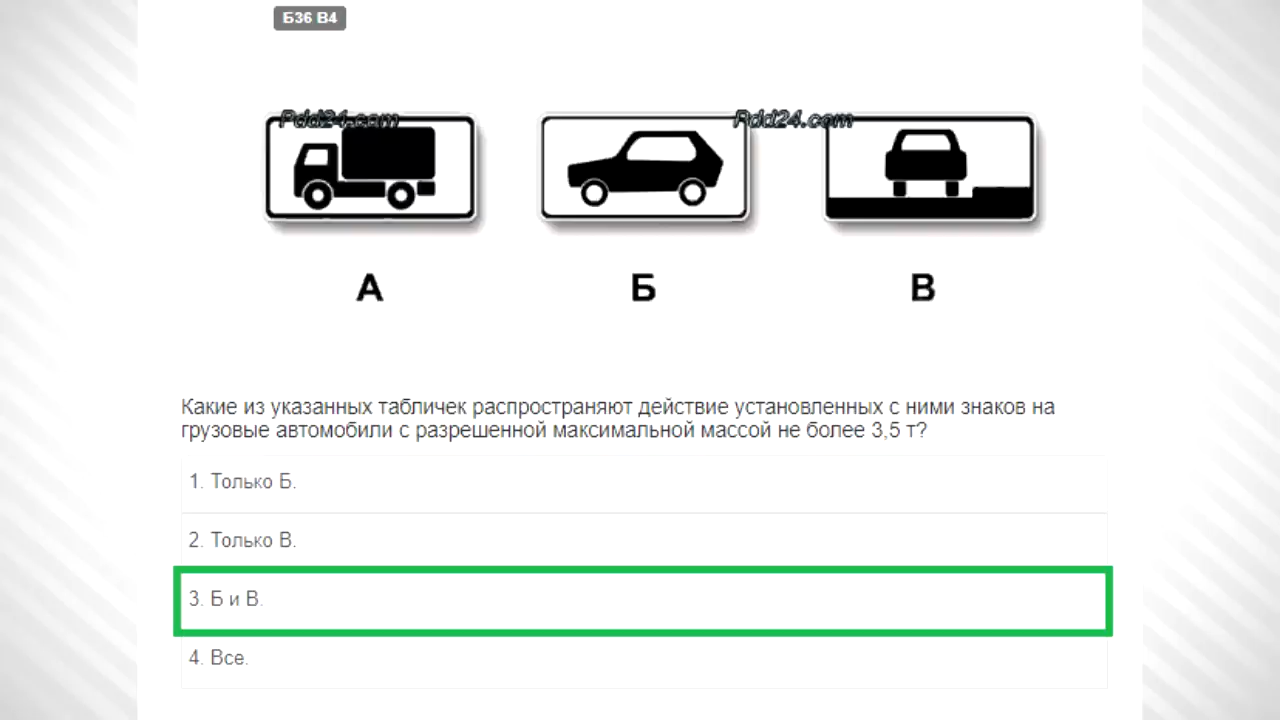 Б36 В4
Pdd24.com
Pdd24.com
А
Б
В
Какие из указанных табличек распространяют действие установленных с ними знаков на
грузовые автомобили с разрешенной максимальной массой не более 3,5 т?
1. Только Б.
2. Только В.
3. Б и В.
4. Все.